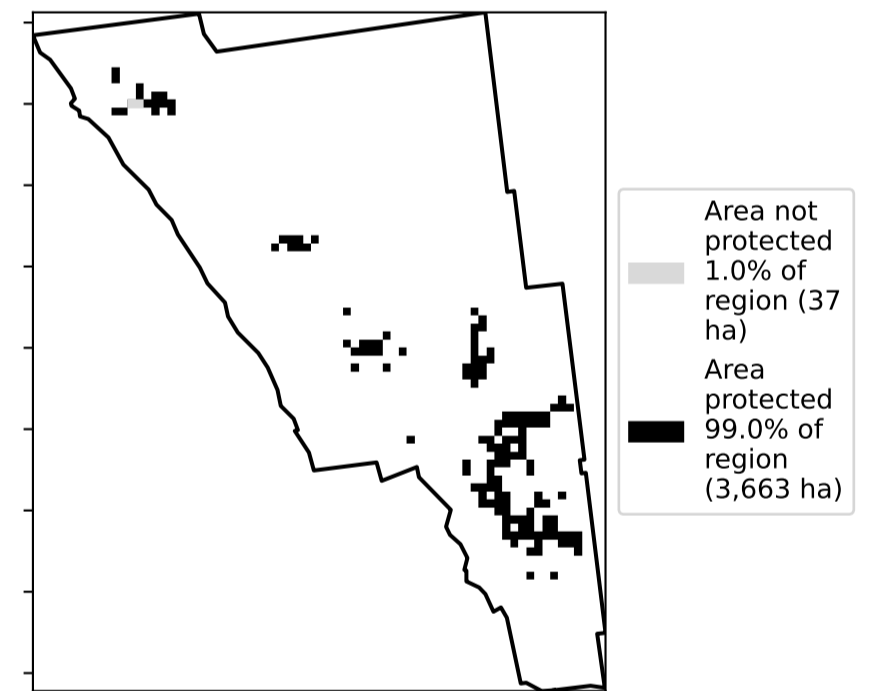 Area not
protected
1.0% of
region (37
ha)
Area
protected
99.0% of
region
(3,663 ha)